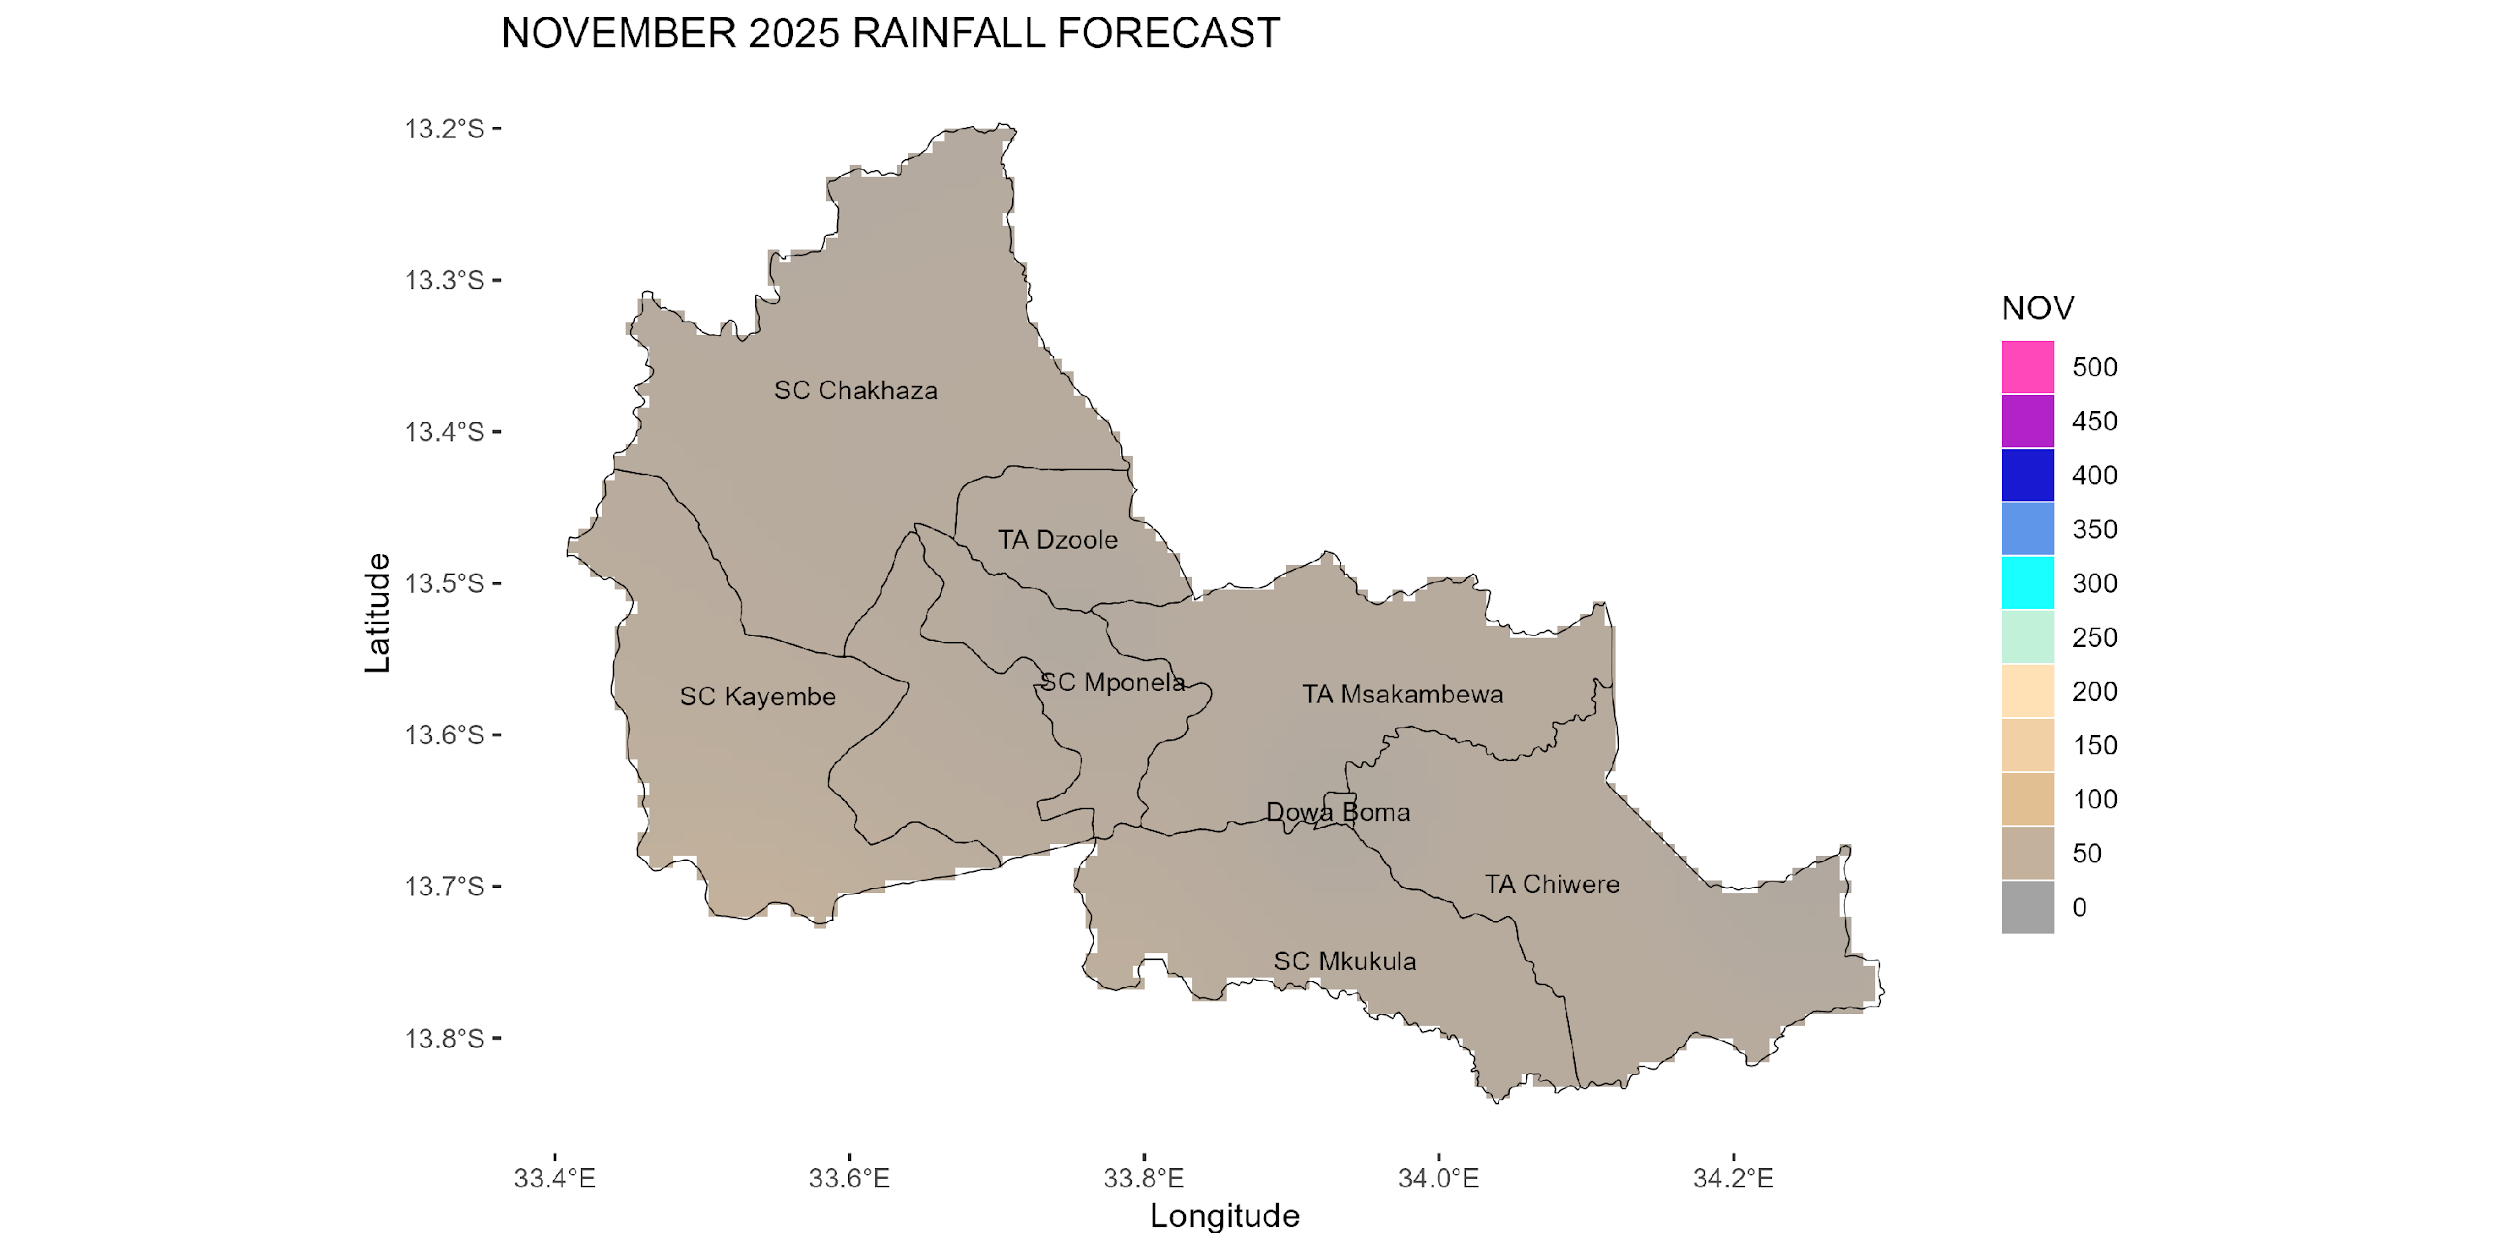 NOVEMBER 2025 RAINFALL FORECAST
13.2°S
13.3°S
13.4°S
13.5°S
13.6°S
13.7°S
13.8°S
Latitude
SC Chakhaza
TA Dzoole
SC Mponela
SC Kayembe
TA Msakambewa
Dowa Boma
TA Chiwere
SC Mkukula
33.4°E
33.6°E
33.8°E
34.0°E
34.2°E
Longitude
NOV
500
450
400
350
300
250
200
150
100
50
0